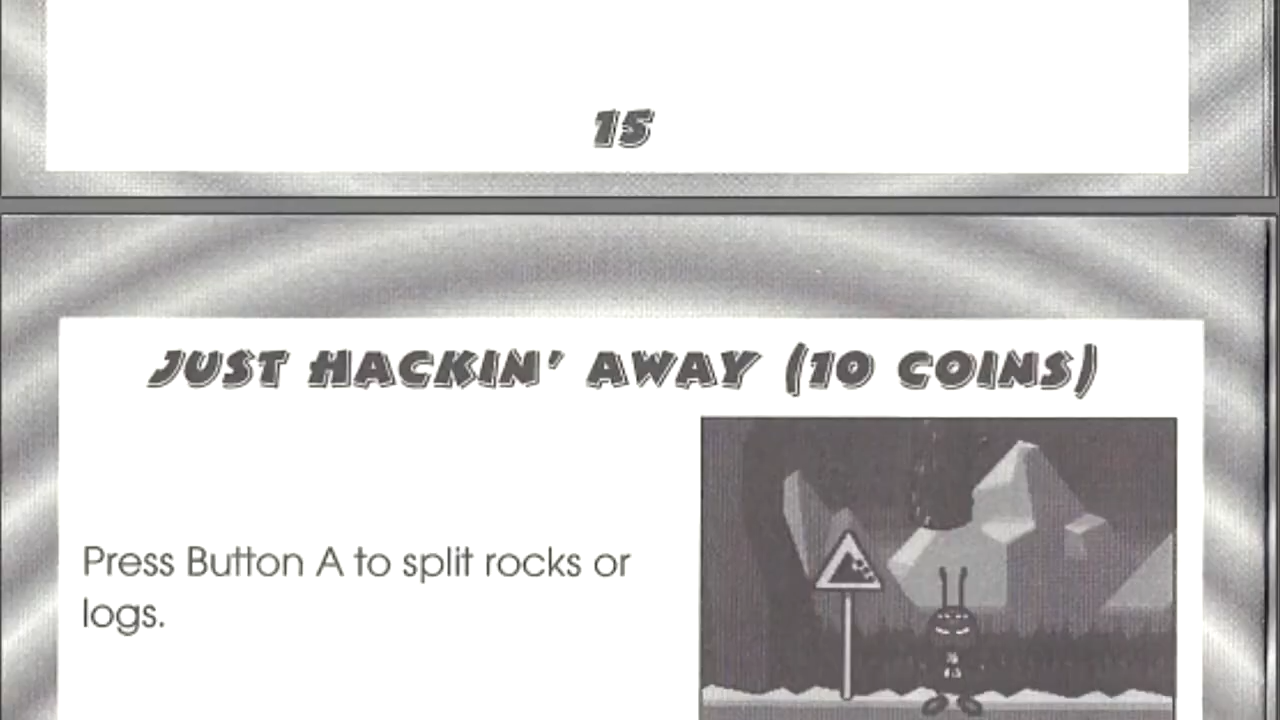 15
JUST HACKIN' AWAY (10 COINS)
Press Button A to split rocks or
logs.